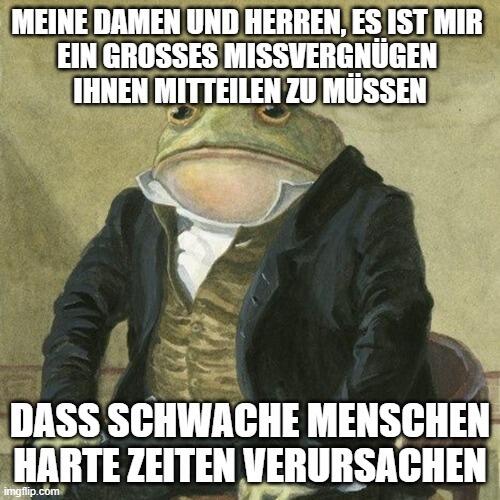 MEINE DAMEN UND HERREN, ES IST MIR
EIN GROSSES MISSVERGNÜGEN
IHNEN MITTEILEN ZU MÜSSEN
DASS SCHWACHE MENSCHEN
HARTE ZEITEN VERURSACHEN
imgflip.com